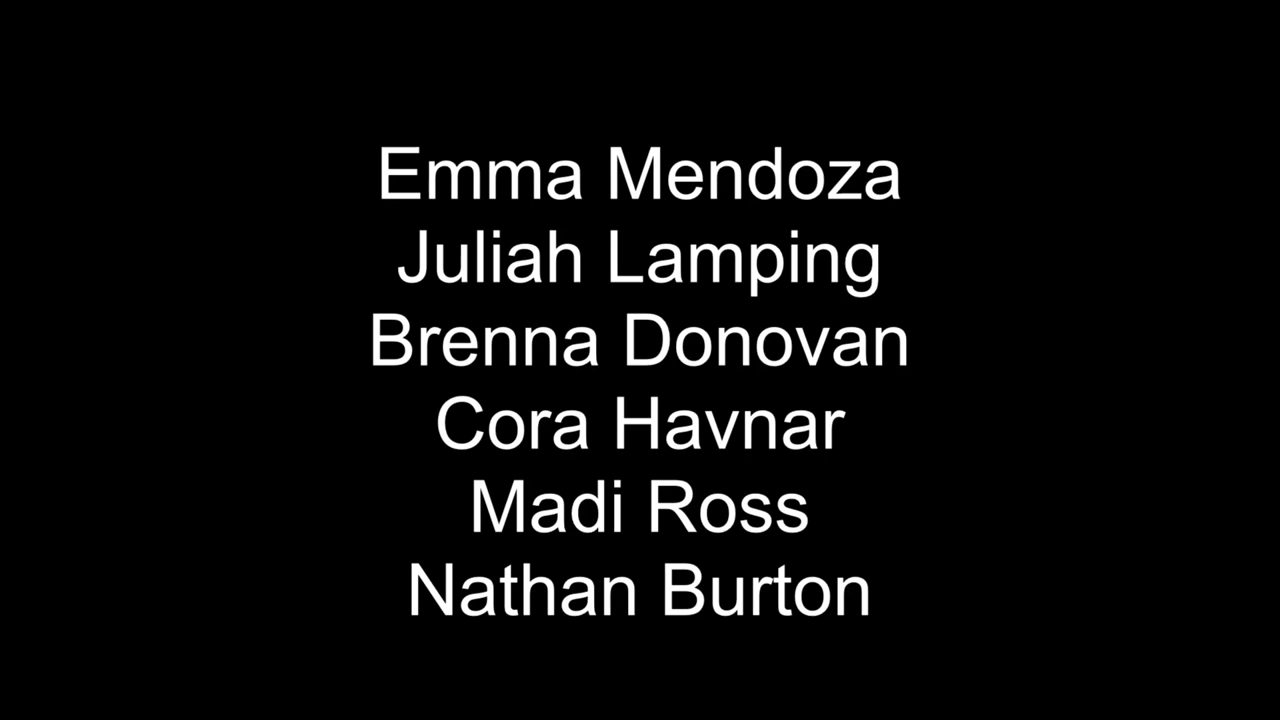 Emma Mendoza
Juliah Lamping
Brenna Donovan
Cora Havnar
Madi Ross
Nathan Burton